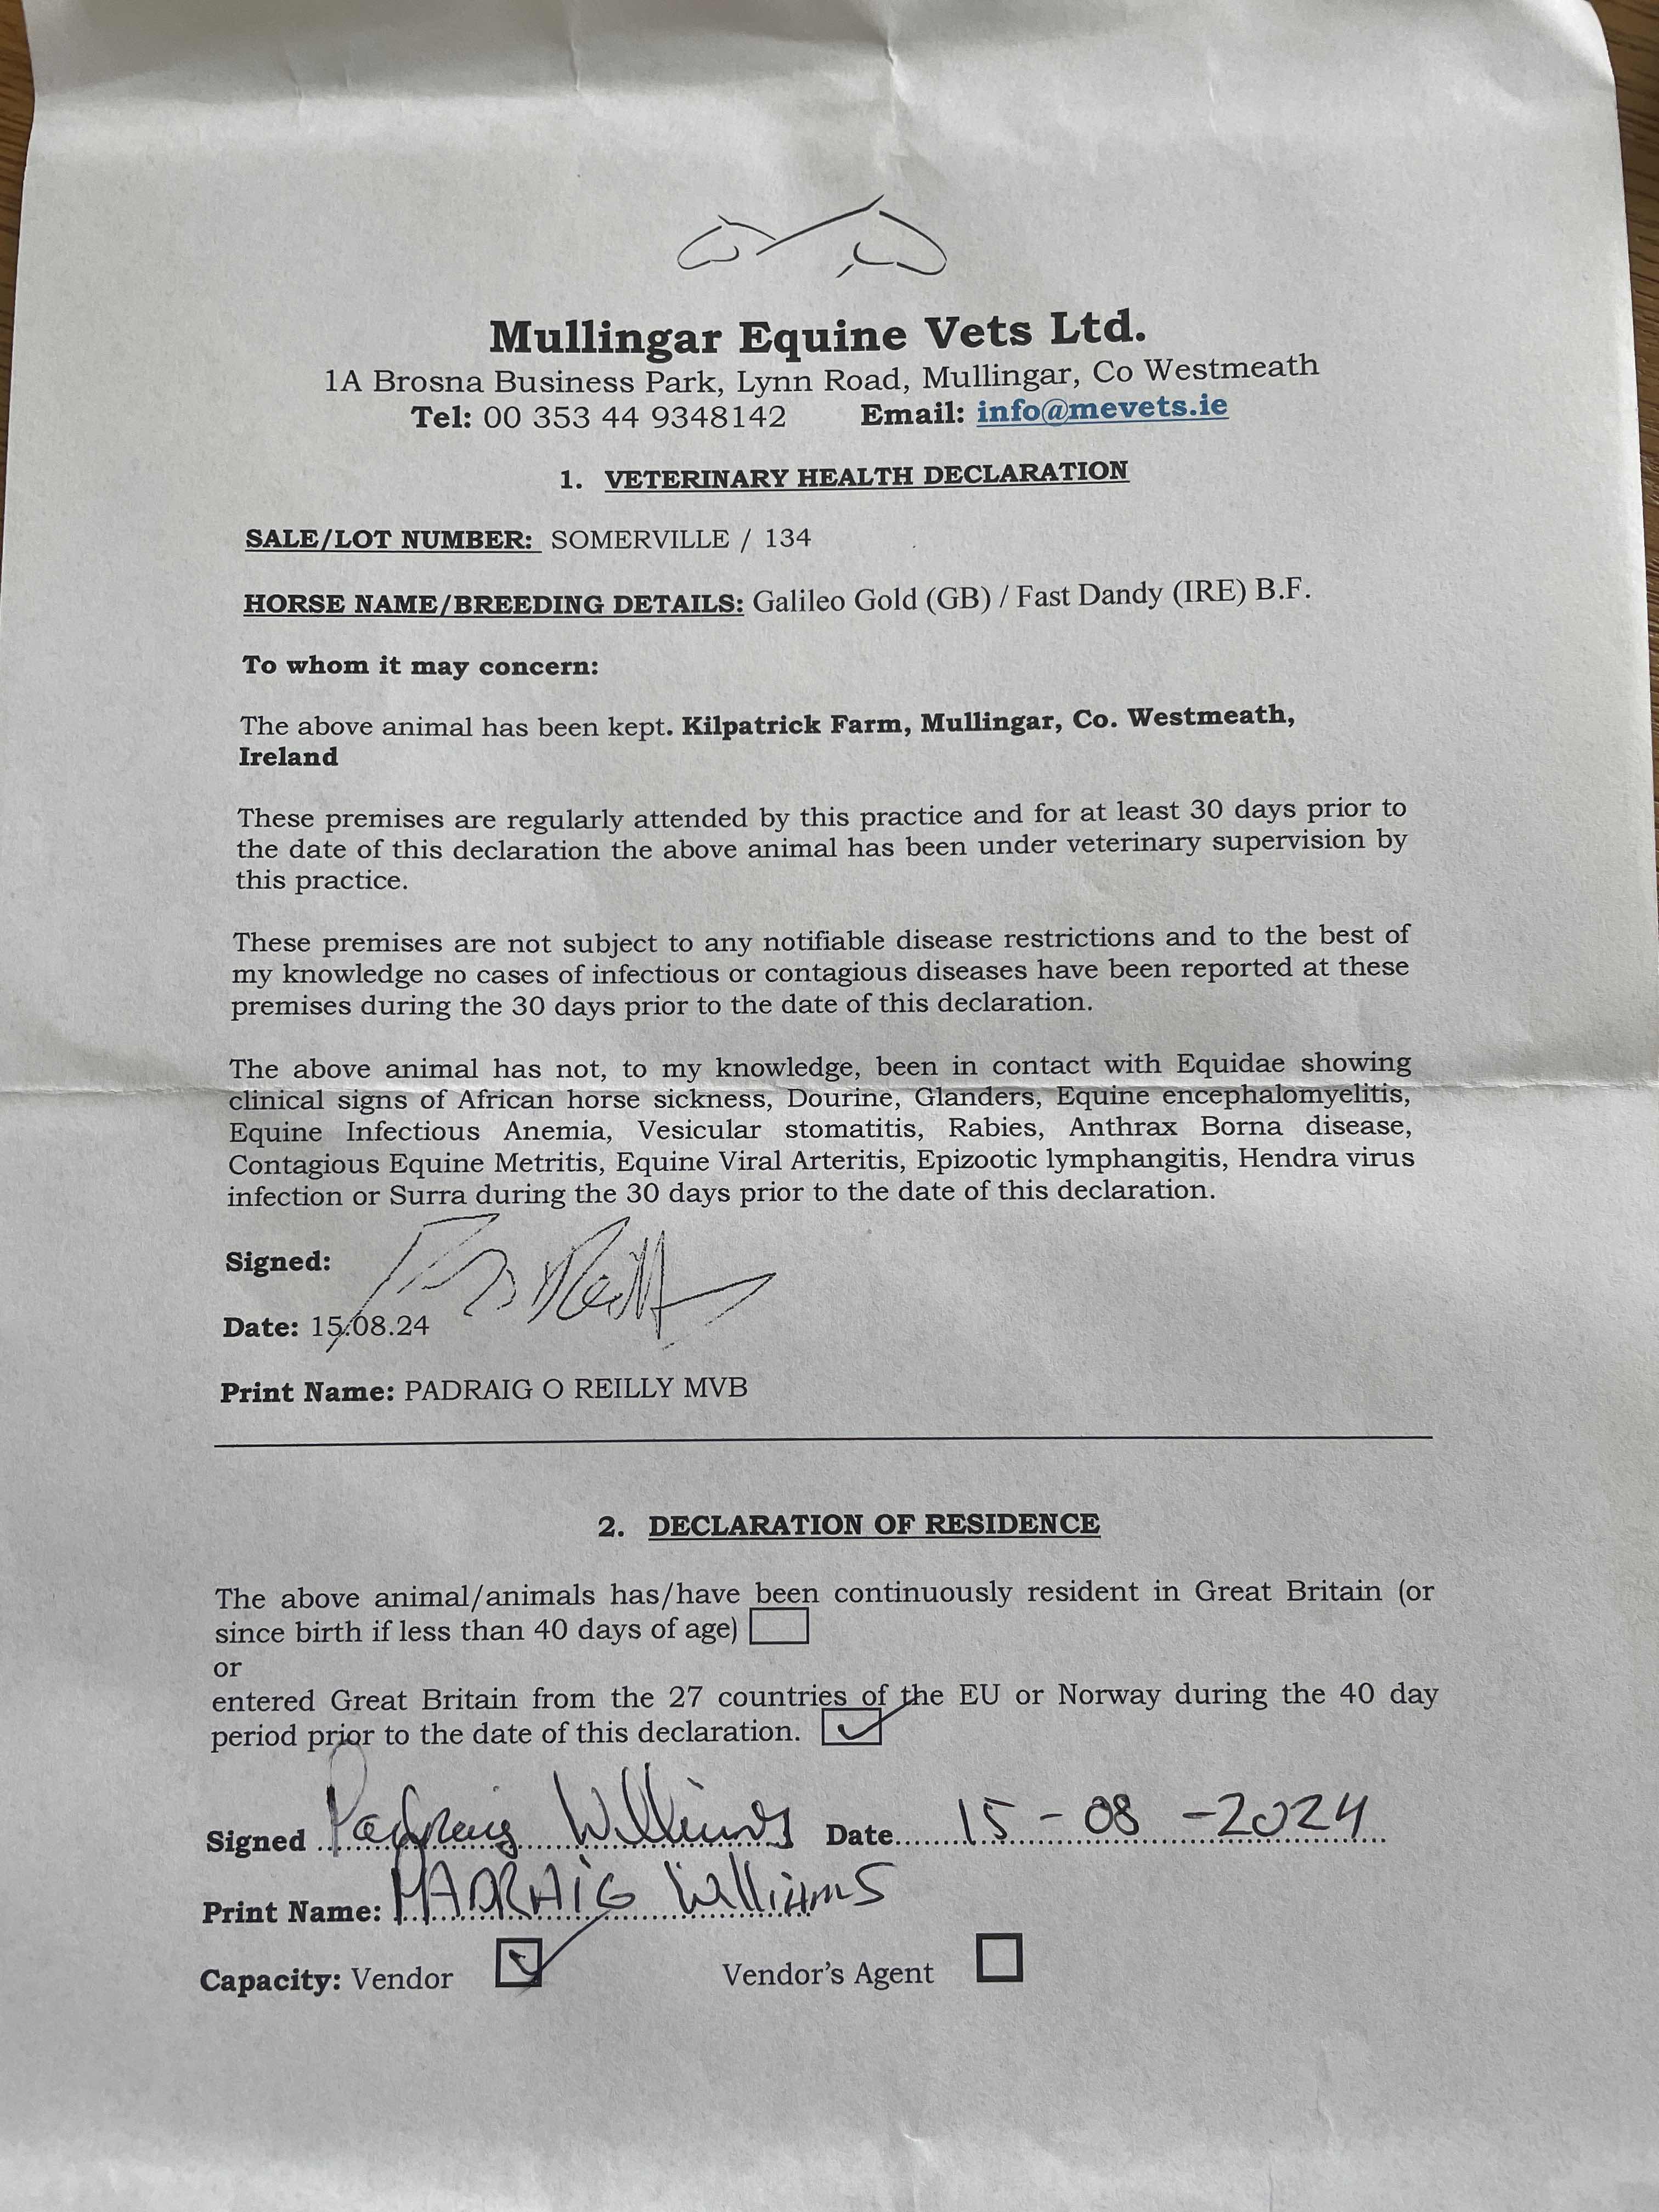 Mullingar Equine Vets Ltd.
1A Brosna Business Park, Lynn Road, Mullingar, Co Westmeath
Tel: 00 353 44 9348142 Email: info@mevets.ie
1. VETERINARY HEALTH DECLARATION
SALE/LOT NUMBER: SOMERVILLE / 134
HORSE NAME/BREEDING DETAILS: Galileo Gold (GB) / Fast Dandy (IRE) B.F.
To whom it may concern:
The above animal has been kept. Kilpatrick Farm, Mullingar, Co. Westmeath,
Ireland
These premises are regularly attended by this practice and for at least 30 days prior to
the date of this declaration the above animal has been under veterinary supervision by
this practice.
These premises are not subject to any notifiable disease restrictions and to the best of
my knowledge no cases of infectious or contagious diseases have been reported at these
premises during the 30 days prior to the date of this declaration.
The above animal has not, to my knowledge, been in contact with Equidae showing
clinical signs of African horse sickness, Dourine, Glanders, Equine encephalomyelitis,
Equine Infectious Anemia, Vesicular stomatitis, Rabies, Anthrax Borna disease,
Contagious Equine Metritis, Equine Viral Arteritis, Epizootic lymphangitis, Hendra virus
infection or Surra during the 30 days prior to the date of this declaration.
Signed:
Date: 15.08.24
Print Name: PADRAIG O REILLY MVB
2. DECLARATION OF RESIDENCE
The above animal/animals has/have been continuously resident in Great Britain (or
since birth if less than 40 days of age)
or
entered Great Britain from the 27 countries of the EU or Norway during the 40 day
period prior to the date of this declaration.
Signed Padraig Williams Date 15-08-2024
Print Name: PADRAIG Williams
Capacity: Vendor Vendor's Agent